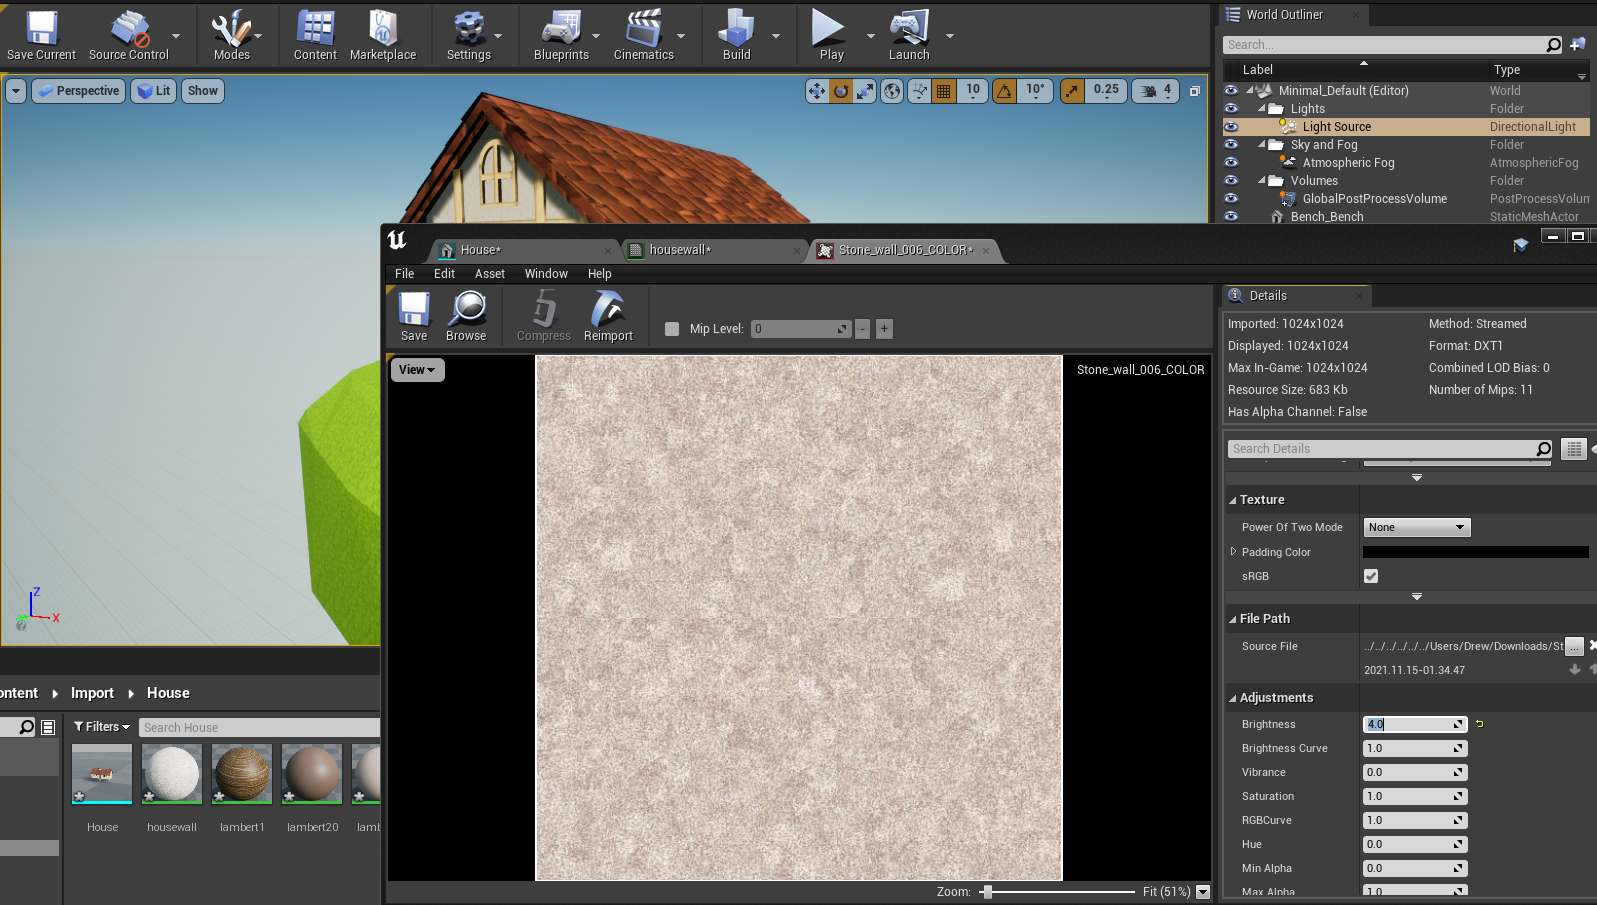 Save Current Source Control Modes Content Marketplace Settings Blueprints Cinematics Build Play Launch
World Outliner
Search...
Label Type
Minimal_Default (Editor) World
Lights Folder
Light Source DirectionalLight
Sky and Fog Folder
Atmospheric Fog AtmosphericFog
Volumes Folder
GlobalPostProcessVolume PostProcessVolum
Bench_Bench StaticMeshActor
Perspective Lit Show 10 10° 0.25 4
Z
X
House* housewall* Stone_wall_006_COLOR*
File Edit Asset Window Help
Save Browse Compress Reimport Mip Level: 0 - +
View
Stone_wall_006_COLOR
Zoom: Fit (51%)
Details
Imported: 1024x1024 Method: Streamed
Displayed: 1024x1024 Format: DXT1
Max In-Game: 1024x1024 Combined LOD Bias: 0
Resource Size: 683 Kb Number of Mips: 11
Has Alpha Channel: False
Search Details
Texture
Power Of Two Mode None
Padding Color
sRGB
File Path
Source File ../../../../../../Users/Drew/Downloads/St ...
2021.11.15-01.34.47
Adjustments
Brightness 4.0
Brightness Curve 1.0
Vibrance 0.0
Saturation 1.0
RGBCurve 1.0
Hue 0.0
Min Alpha 0.0
Max Alpha 1.0
ontent Import House
Filters Search House
House housewall lambert1 lambert20 lamb